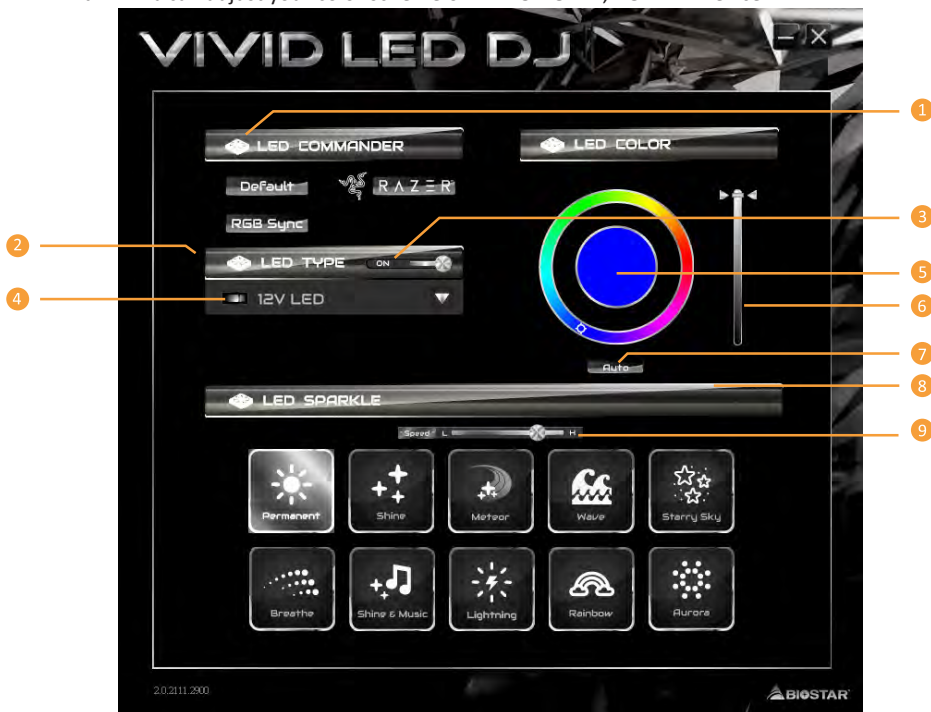 VIVID LED DJ
1
LED COMMANDER
LED COLOR
Default
RAZER
RGB Sync
3
2
LED TYPE
ON
5
4
12V LED
6
7
Auto
8
LED SPARKLE
9
Speed L H
Permanent
Shine
Meteor
Wave
Starry Sky
Breathe
Shine & Music
Lightning
Rainbow
Aurora
2.0.2111.2900
BIOSTAR